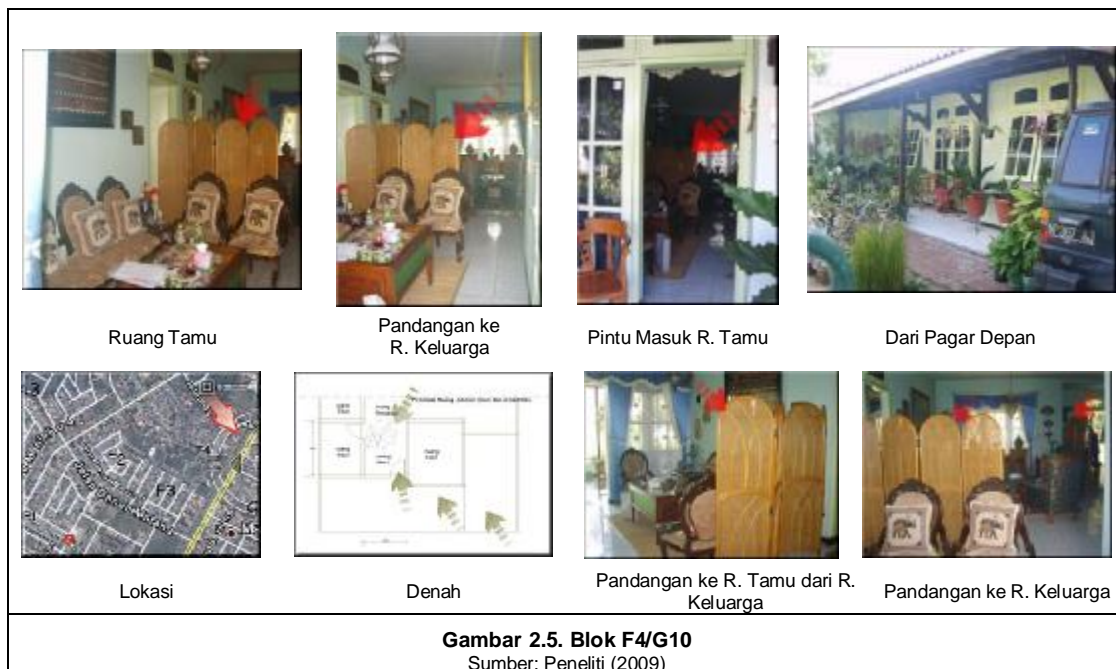 Ruang Tamu
Pandangan ke
R. Keluarga
Pintu Masuk R. Tamu
Dari Pagar Depan
F3
Lokasi
Denah
Pandangan ke R. Tamu dari R.
Keluarga
Pandangan ke R. Keluarga
Gambar 2.5. Blok F4/G10
Sumber: Peneliti (2009)